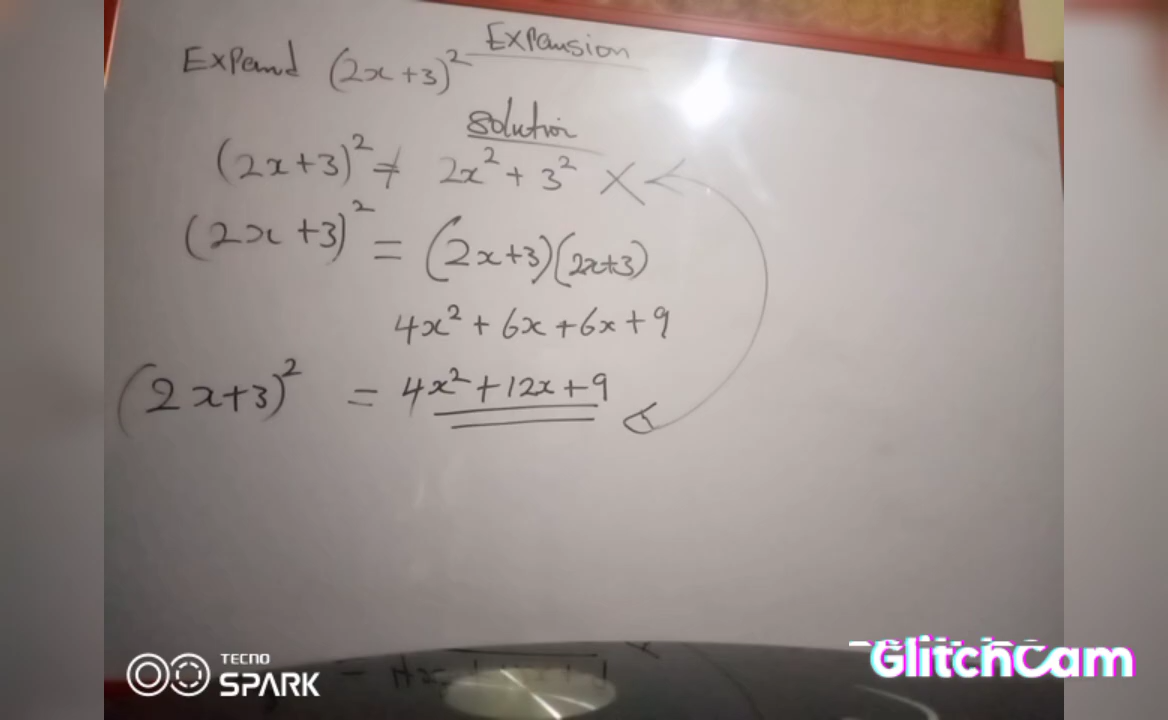 Expansion
Expand (2x+3)²
Solution
(2x+3)² ≠ 2x² + 3² X
(2x+3)² = (2x+3)(2x+3)
4x² + 6x + 6x + 9
(2x+3)² = 4x² + 12x + 9
TECNO
SPARK
GlitchCam